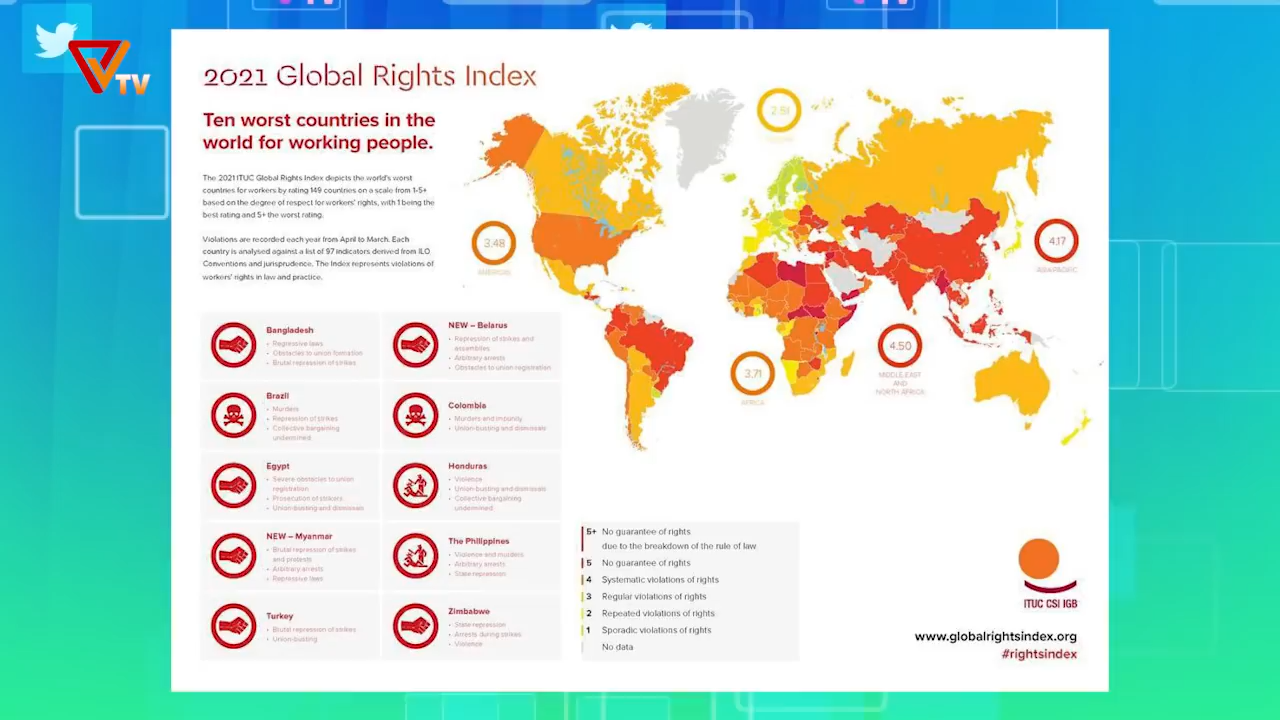 TV
TV
TV
2021 Global Rights Index
Ten worst countries in the
world for working people.
The 2021 ITUC Global Rights Index depicts the world's worst
countries for workers by rating 149 countries on a scale from 1-5+
based on the degree of respect for workers' rights, with 1 being the
best rating and 5+ the worst rating.
Violations are recorded each year from April to March. Each
country is analysed against a list of 97 indicators derived from ILO
Conventions and jurisprudence. The Index represents violations of
workers' rights in law and practice.
2.51
3.48
AMERICAS
4.17
ASIA-PACIFIC
4.50
MIDDLE EAST
AND
NORTH AFRICA
3.71
AFRICA
Bangladesh
• Regressive laws
• Obstacles to union formation
• Brutal repression of strikes
NEW – Belarus
• Repression of strikes and
assemblies
• Arbitrary arrests
• Obstacles to union registration
Brazil
• Murders
• Repression of strikes
• Collective bargaining
undermined
Colombia
• Murders and impunity
• Union-busting and dismissals
Egypt
• Severe obstacles to union
registration
• Prosecution of strikers
• Union-busting and dismissals
Honduras
• Violence
• Union-busting and dismissals
• Collective bargaining
undermined
NEW – Myanmar
• Brutal repression of strikes
and protests
• Arbitrary arrests
• Repressive laws
The Philippines
• Violence and murders
• Arbitrary arrests
• State repression
Turkey
• Brutal repression of strikes
• Union-busting
Zimbabwe
• State repression
• Arrests during strikes
• Violence
5+ No guarantee of rights
due to the breakdown of the rule of law
5 No guarantee of rights
4 Systematic violations of rights
3 Regular violations of rights
2 Repeated violations of rights
1 Sporadic violations of rights
No data
ITUC CSI IGB
www.globalrightsindex.org
#rightsindex